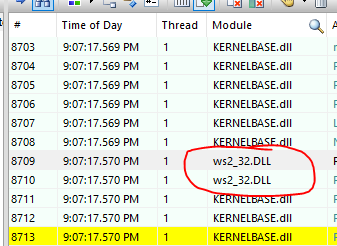 # Time of Day Thread Module
8703 9:07:17.569 PM 1 KERNELBASE.dll
8704 9:07:17.569 PM 1 KERNELBASE.dll
8705 9:07:17.569 PM 1 KERNELBASE.dll
8706 9:07:17.569 PM 1 KERNELBASE.dll
8707 9:07:17.569 PM 1 KERNELBASE.dll
8708 9:07:17.570 PM 1 KERNELBASE.dll
8709 9:07:17.570 PM 1 ws2_32.DLL
8710 9:07:17.570 PM 1 ws2_32.DLL
8711 9:07:17.570 PM 1 KERNELBASE.dll
8712 9:07:17.570 PM 1 KERNELBASE.dll
8713 9:07:17.570 PM 1 KERNELBASE.dll